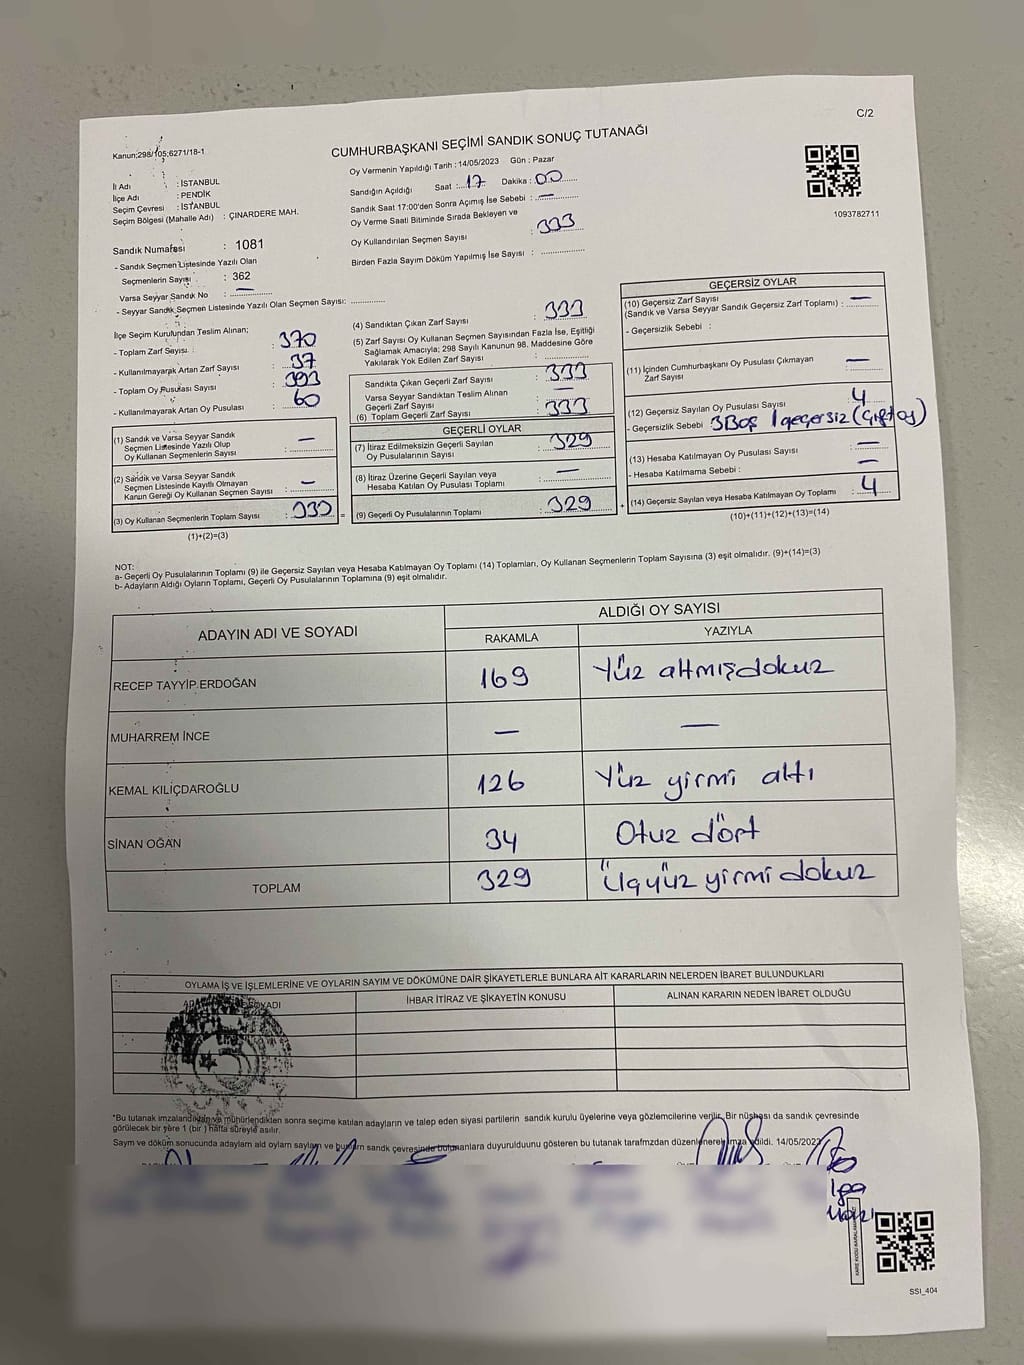 C/2
Kanun:298/105;6271/18-1
CUMHURBAŞKANI SEÇİMİ SANDIK SONUÇ TUTANAĞI
Oy Vermenin Yapıldığı Tarih : 14/05/2023 Gün : Pazar
İl Adı : İSTANBUL
İlçe Adı : PENDİK
Seçim Çevresi : İSTANBUL
Seçim Bölgesi (Mahalle Adı) : ÇINARDERE MAH.
Sandığın Açıldığı Saat : 17 Dakika : 00
Sandık Saat 17:00'den Sonra Açımış İse Sebebi : —
Oy Verme Saati Bitiminde Sırada Bekleyen ve
Oy Kullandırılan Seçmen Sayısı : 333
Birden Fazla Sayım Döküm Yapılmış İse Sayısı :
1093782711
Sandık Numarası : 1081
- Sandık Seçmen Listesinde Yazılı Olan
Seçmenlerin Sayısı : 362
Varsa Seyyar Sandık No : —
- Seyyar Sandık Seçmen Listesinde Yazılı Olan Seçmen Sayısı:
İlçe Seçim Kurulundan Teslim Alınan;
- Toplam Zarf Sayısı : 370
- Kullanılmayarak Artan Zarf Sayısı : 37
- Toplam Oy Pusulası Sayısı : 393
- Kullanılmayarak Artan Oy Pusulası : 60
(1) Sandık ve Varsa Seyyar Sandık
Seçmen Listesinde Yazılı Olup
Oy Kullanan Seçmenlerin Sayısı : —
(2) Sandık ve Varsa Seyyar Sandık
Seçmen Listesinde Kayıtlı Olmayan
Kanun Gereği Oy Kullanan Seçmen Sayısı : —
(3) Oy Kullanan Seçmenlerin Toplam Sayısı : 333
(1)+(2)=(3)
(4) Sandıktan Çıkan Zarf Sayısı : 333
(5) Zarf Sayısı Oy Kullanan Seçmen Sayısından Fazla İse, Eşitliği
Sağlamak Amacıyla; 298 Sayılı Kanunun 98. Maddesine Göre
Yakılarak Yok Edilen Zarf Sayısı :
Sandıkta Çıkan Geçerli Zarf Sayısı : 333
Varsa Seyyar Sandıktan Teslim Alınan
Geçerli Zarf Sayısı : —
(6) Toplam Geçerli Zarf Sayısı : 333
GEÇERLİ OYLAR
(7) İtiraz Edilmeksizin Geçerli Sayılan
Oy Pusulalarının Sayısı : 329
(8) İtiraz Üzerine Geçerli Sayılan veya
Hesaba Katılan Oy Pusulası Toplamı : —
(9) Geçerli Oy Pusulalarının Toplamı : 329
GEÇERSİZ OYLAR
(10) Geçersiz Zarf Sayısı
(Sandık ve Varsa Seyyar Sandık Geçersiz Zarf Toplamı) : —
- Geçersizlik Sebebi :
(11) İçinden Cumhurbaşkanı Oy Pusulası Çıkmayan
Zarf Sayısı : —
(12) Geçersiz Sayılan Oy Pusulası Sayısı : 4
- Geçersizlik Sebebi 3Boş 1 geçersiz (Çift oy)
(13) Hesaba Katılmayan Oy Pusulası Sayısı : —
- Hesaba Katılmama Sebebi : —
(14) Geçersiz Sayılan veya Hesaba Katılmayan Oy Toplamı : 4
(10)+(11)+(12)+(13)=(14)
NOT:
a- Geçerli Oy Pusulalarının Toplamı (9) ile Geçersiz Sayılan veya Hesaba Katılmayan Oy Toplamı (14) Toplamları, Oy Kullanan Seçmenlerin Toplam Sayısına (3) eşit olmalıdır. (9)+(14)=(3)
b- Adayların Aldığı Oyların Toplamı, Geçerli Oy Pusulalarının Toplamına (9) eşit olmalıdır.
ADAYIN ADI VE SOYADI
ALDIĞI OY SAYISI
RAKAMLA YAZIYLA
RECEP TAYYİP ERDOĞAN 169 Yüz altmışdokuz
MUHARREM İNCE — —
KEMAL KILIÇDAROĞLU 126 Yüz yirmi altı
SİNAN OĞAN 34 Otuz dört
TOPLAM 329 Üçyüz yirmi dokuz
OYLAMA İŞ VE İŞLEMLERİNE VE OYLARIN SAYIM VE DÖKÜMÜNE DAİR ŞİKAYETLERLE BUNLARA AİT KARARLARIN NELERDEN İBARET BULUNDUKLARI
SOYADI İHBAR İTİRAZ VE ŞİKAYETİN KONUSU ALINAN KARARIN NEDEN İBARET OLDUĞU
*Bu tutanak imzalandıktan ve mühürlendikten sonra seçime katılan adayların ve talep eden siyasi partilerin sandık kurulu üyelerine veya gözlemcilerine verilir. Bir nüshası da sandık çevresinde
görülecek bir yere 1 (bir ) hafta süreyle asılır.
Sayım ve döküm sonucunda adayların ald oyların sayıları ve bunların sandk çevresinde bulunanlara duyurulduunu gösteren bu tutanak tarafmzdan düzenlenerek imza edildi. 14/05/2023
SSI_404